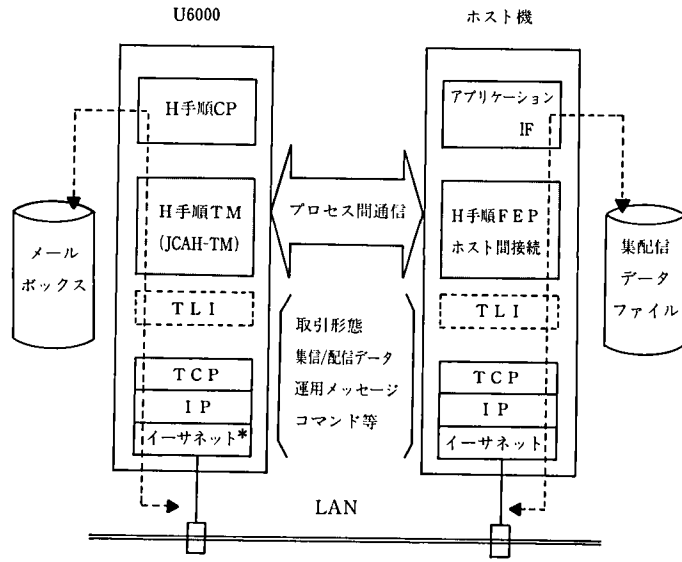 U6000
H手順CP
メール
ボックス
H手順TM
(JCAH-TM)
TLI
TCP
IP
イーサネット*
プロセス間通信
取引形態
集信/配信データ
運用メッセージ
コマンド等
ホスト機
アプリケーション
IF
H手順FEP
ホスト間接続
TLI
TCP
IP
イーサネット
集配信
データ
ファイル
LAN